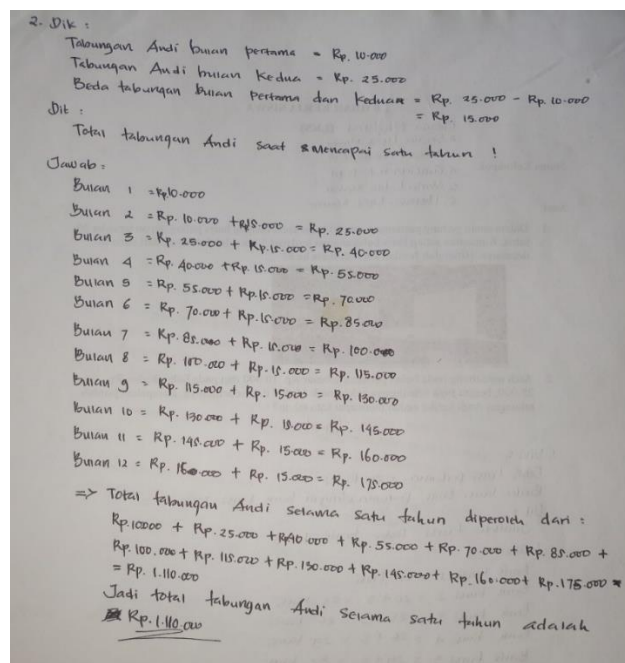 2. Dik :
Tabungan Andi bulan pertama = Rp. 10.000
Tabungan Andi bulan Kedua = Rp. 25.000
Beda tabungan bulan Pertama dan Keduan = Rp. 25.000 - Rp. 10.000
= Rp. 15.000
Dit :
Total tabungan Andi saat Mencapai satu tahun !
Jawab :
Bulan 1 = Rp10.000
Bulan 2 = Rp. 10.000 + Rp15.000 = Rp. 25.000
Bulan 3 = Rp. 25.000 + Rp.15.000 = Rp. 40.000
Bulan 4 = Rp. 40.000 + Rp. 15.000 = Rp. 55.000
Bulan 5 = Rp. 55.000 + Rp.15.000 = Rp. 70.000
Bulan 6 = Rp. 70.000 + Rp.15.000 = Rp. 85.000
Bulan 7 = Rp. 85.000 + Rp. 15.000 = Rp. 100.000
Bulan 8 = Rp. 100.000 + Rp. 15.000 = Rp. 115.000
Bulan 9 = Rp. 115.000 + Rp. 15000 = Rp. 130.000
Bulan 10 = Rp. 130.000 + Rp. 15.000 = Rp. 145.000
Bulan 11 = Rp. 145.000 + Rp. 15.000 = Rp. 160.000
Bulan 12 = Rp. 160.000 + Rp. 15.000 = Rp. 175.000
=> Total tabungan Andi selama satu tahun diperoleh dari :
Rp.10000 + Rp. 25.000 + Rp40.000 + Rp. 55.000 + Rp. 70.000 + Rp. 85.000 +
Rp. 100.000 + Rp. 115.000 + Rp. 130.000 + Rp. 145.000 + Rp. 160.000 + Rp. 175.000
= Rp. 1.110.000
Jadi total tabungan Andi selama satu tahun adalah
Rp. 1.110.000